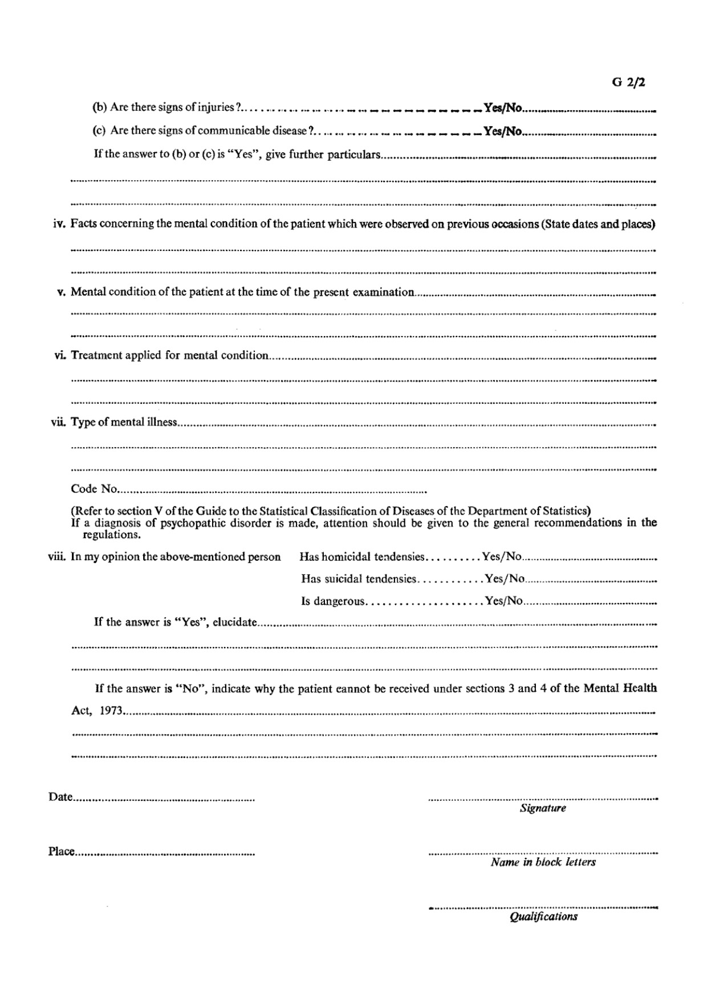 G 2/2
(b) Are there signs of injuries?........................Yes/No........................
(c) Are there signs of communicable disease?........................Yes/No........................
If the answer to (b) or (c) is “Yes”, give further particulars........................
........................
........................
iv. Facts concerning the mental condition of the patient which were observed on previous occasions (State dates and places)
........................
........................
v. Mental condition of the patient at the time of the present examination........................
........................
........................
vi. Treatment applied for mental condition........................
........................
........................
vii. Type of mental illness........................
........................
........................
Code No........................
(Refer to section V of the Guide to the Statistical Classification of Diseases of the Department of Statistics)
If a diagnosis of psychopathic disorder is made, attention should be given to the general recommendations in the
regulations.
viii. In my opinion the above-mentioned person Has homicidal tendensies..........Yes/No........................
Has suicidal tendensies............Yes/No........................
Is dangerous.....................Yes/No........................
If the answer is “Yes”, elucidate........................
........................
........................
If the answer is “No”, indicate why the patient cannot be received under sections 3 and 4 of the Mental Health
Act, 1973........................
........................
........................
Date........................ ........................
Signature
Place........................ ........................
Name in block letters
........................
Qualifications